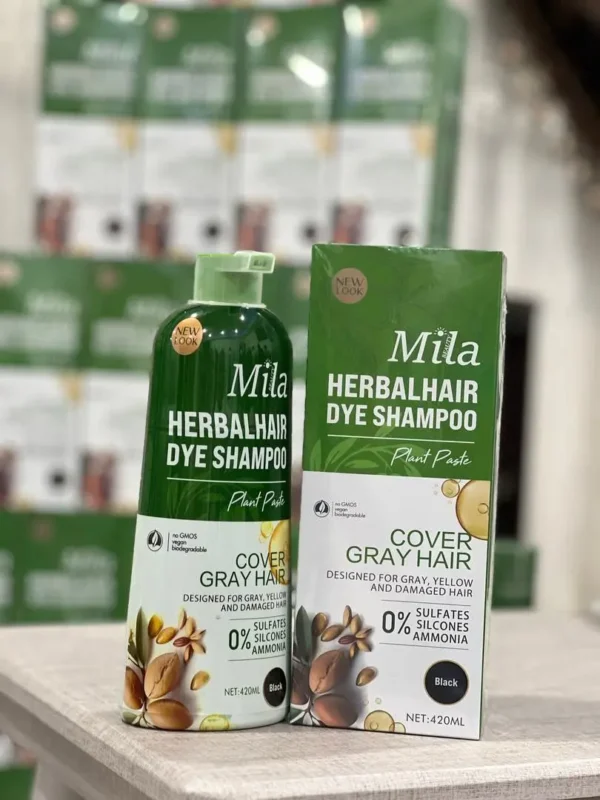 NEW
LOOK
Mila
HERBALHAIR
DYE SHAMPOO
Plant Paste
no GMOS
vegan
biodegradable
COVER
GRAY HAIR
DESIGNED FOR GRAY, YELLOW
AND DAMAGED HAIR
0%
SULFATES
SILCONES
AMMONIA
Black
NET:420ML
NEW
LOOK
Mila
BEAUTY
HERBALHAIR
DYE SHAMPOO
Plant Paste
no GMOS
vegan
biodegradable
COVER
GRAY HAIR
DESIGNED FOR GRAY, YELLOW
AND DAMAGED HAIR
0%
SULFATES
SILCONES
AMMONIA
Black
NET:420ML